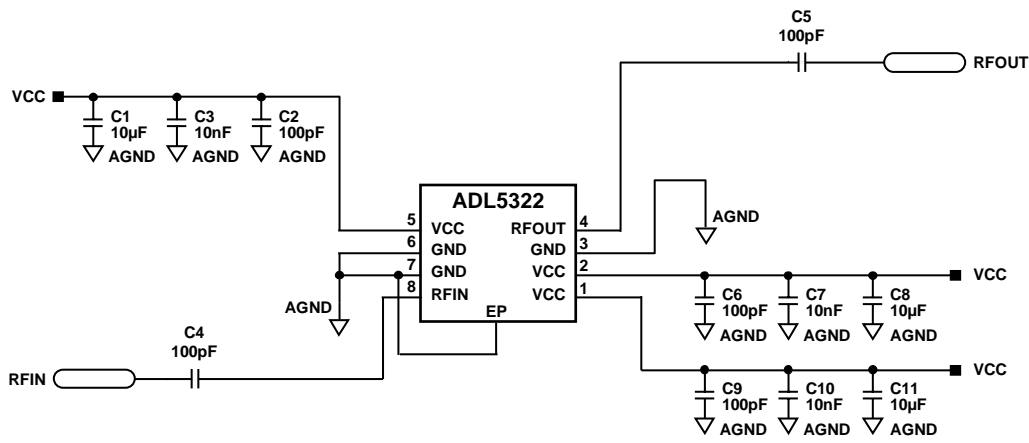 C5
100pF
RFOUT
VCC
C1
10µF
AGND
C3
10nF
AGND
C2
100pF
AGND
ADL5322
5
VCC
6
GND
7
GND
8
RFIN
RFOUT
4
GND
3
VCC
2
VCC
1
EP
AGND
AGND
VCC
C6
100pF
AGND
C7
10nF
AGND
C8
10µF
AGND
C4
100pF
RFIN
VCC
C9
100pF
AGND
C10
10nF
AGND
C11
10µF
AGND